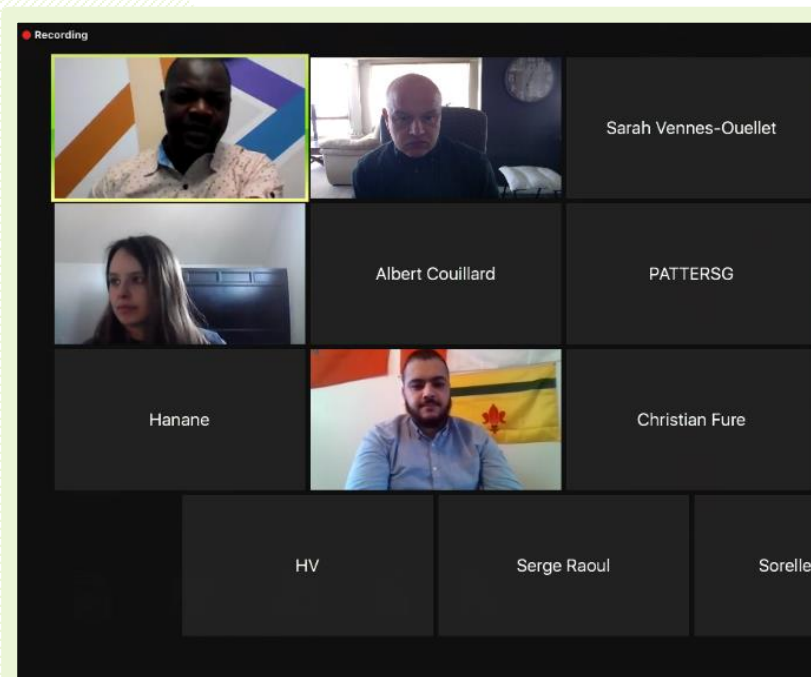 Recording
Sarah Vennes-Ouellet
Albert Couillard
PATTERSG
Hanane
Christian Fure
HV
Serge Raoul
Sorelle